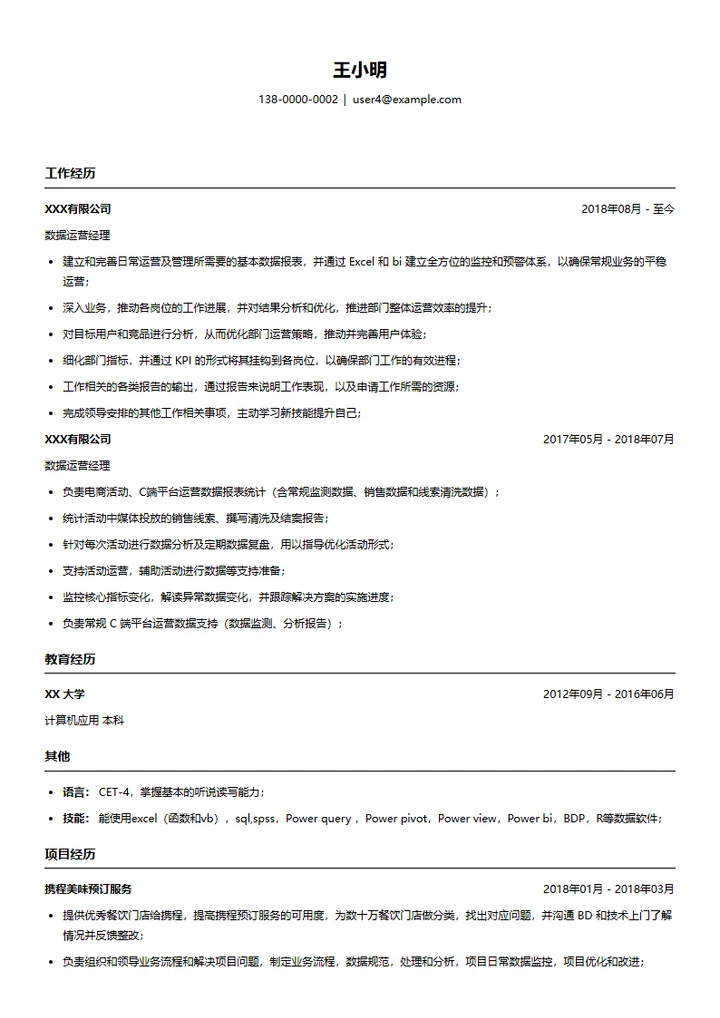 王小明
138-0000-0002 | user4@example.com
工作经历
XXX有限公司 2018年08月 - 至今
数据运营经理
• 建立和完善日常运营及管理所需要的基本数据报表，并通过 Excel 和 bi 建立全方位的监控和预警体系，以确保常规业务的平稳
运营；
• 深入业务，推动各岗位的工作进展，并对结果分析和优化，推进部门整体运营效率的提升；
• 对目标用户和竞品进行分析，从而优化部门运营策略，推动并完善用户体验；
• 细化部门指标，并通过 KPI 的形式将其挂钩到各岗位，以确保部门工作的有效进程；
• 工作相关的各类报告的输出，通过报告来说明工作表现，以及申请工作所需的资源；
• 完成领导安排的其他工作相关事项，主动学习新技能提升自己；
XXX有限公司 2017年05月 - 2018年07月
数据运营经理
• 负责电商活动、C端平台运营数据报表统计（含常规监测数据、销售数据和线索清洗数据）；
• 统计活动中媒体投放的销售线索、撰写清洗及结案报告；
• 针对每次活动进行数据分析及定期数据复盘，用以指导优化活动形式；
• 支持活动运营，辅助活动进行数据等支持准备；
• 监控核心指标变化，解读异常数据变化，并跟踪解决方案的实施进度；
• 负责常规 C 端平台运营数据支持（数据监测、分析报告）；
教育经历
XX 大学 2012年09月 - 2016年06月
计算机应用 本科
其他
• 语言： CET-4，掌握基本的听说读写能力；
• 技能： 能使用excel（函数和vb），sql,spss，Power query ，Power pivot，Power view，Power bi，BDP，R等数据软件；
项目经历
携程美味预订服务 2018年01月 - 2018年03月
• 提供优秀餐饮门店给携程，提高携程预订服务的可用度，为数十万餐饮门店做分类，找出对应问题，并沟通 BD 和技术上门了解
情况并反馈整改；
• 负责组织和领导业务流程和解决项目问题，制定业务流程，数据规范，处理和分析，项目日常数据监控，项目优化和改进；